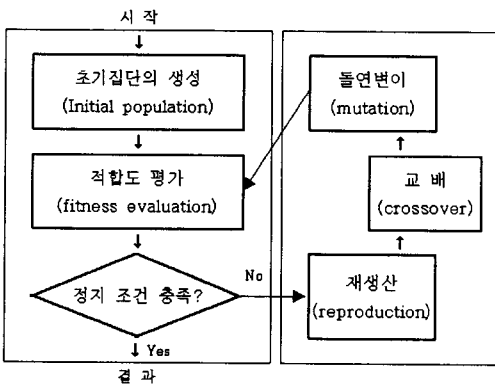 시 작
초기집단의 생성
(Initial population)
적합도 평가
(fitness evaluation)
정지 조건 충족?
No
Yes
결 과
돌연변이
(mutation)
교 배
(crossover)
재생산
(reproduction)